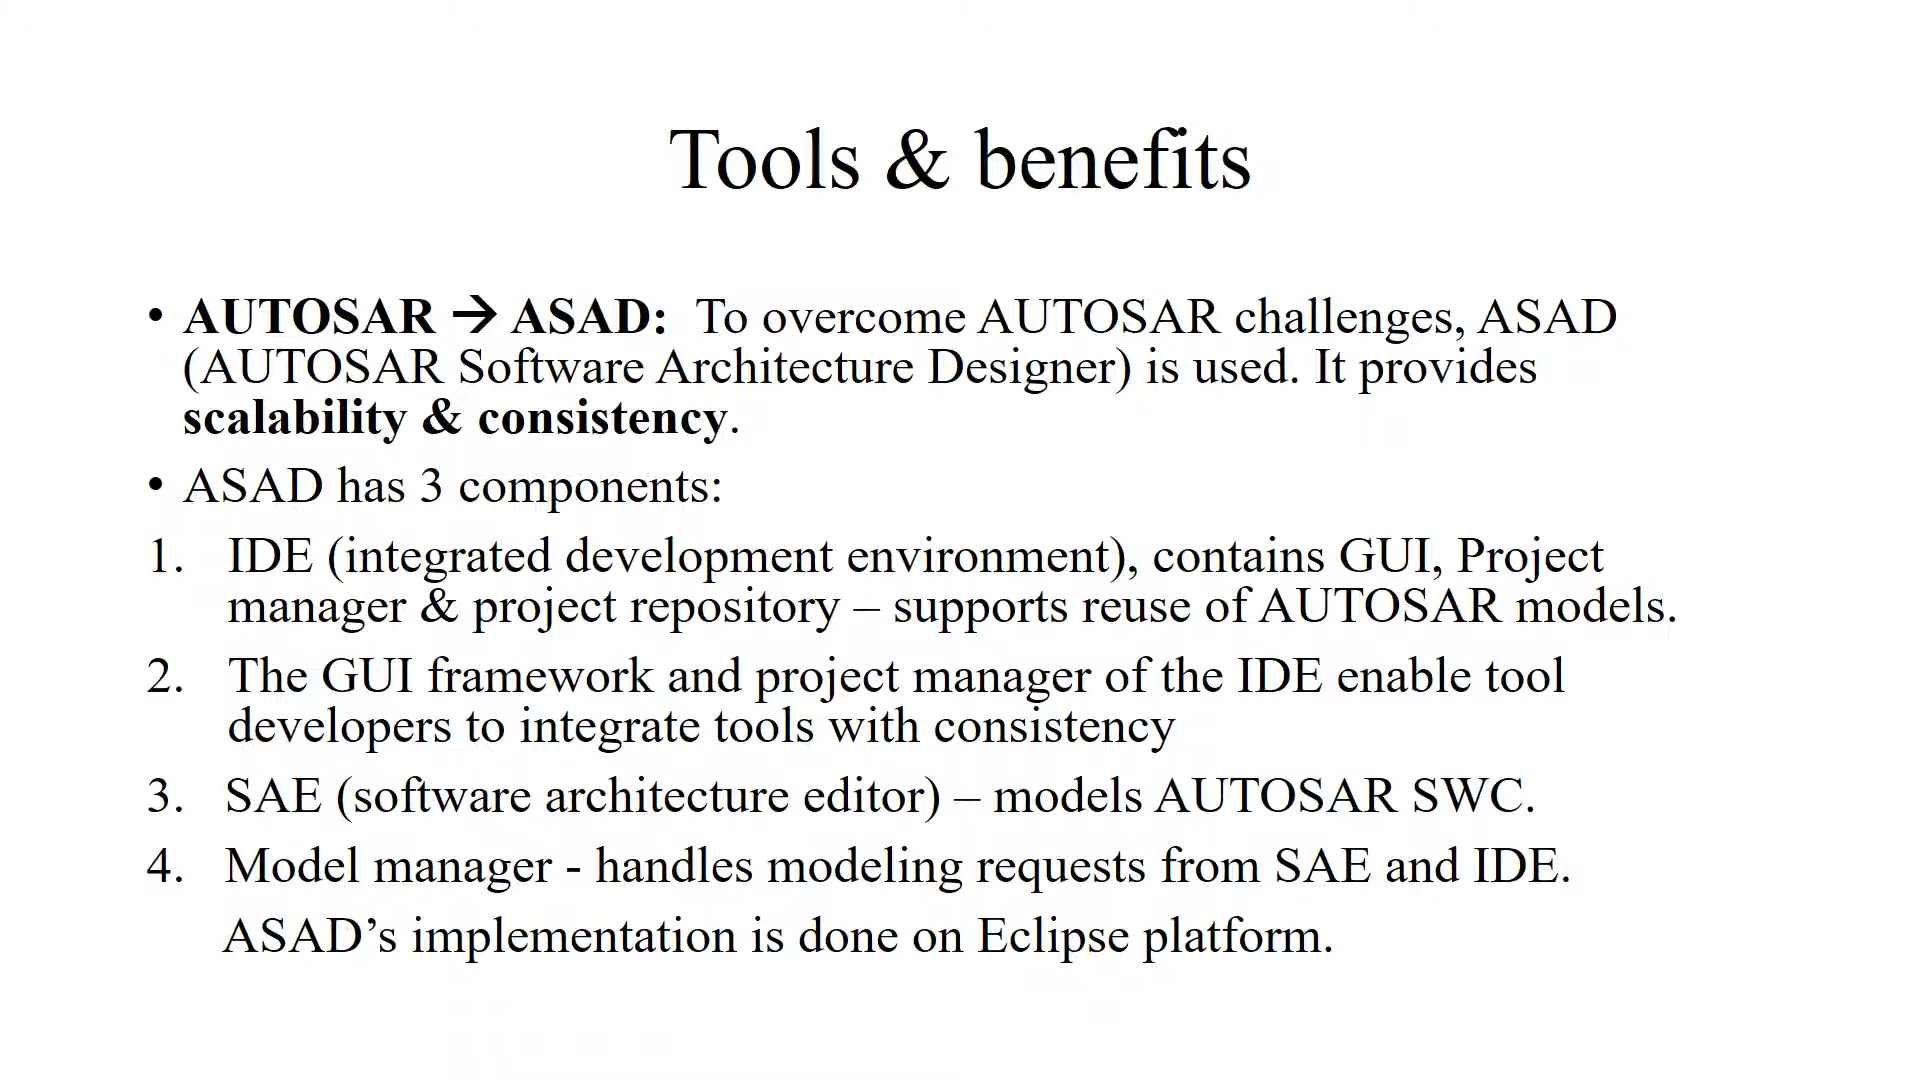 Tools & benefits
• AUTOSAR → ASAD: To overcome AUTOSAR challenges, ASAD
(AUTOSAR Software Architecture Designer) is used. It provides
scalability & consistency.
• ASAD has 3 components:
1. IDE (integrated development environment), contains GUI, Project
manager & project repository – supports reuse of AUTOSAR models.
2. The GUI framework and project manager of the IDE enable tool
developers to integrate tools with consistency
3. SAE (software architecture editor) – models AUTOSAR SWC.
4. Model manager - handles modeling requests from SAE and IDE.
ASAD’s implementation is done on Eclipse platform.